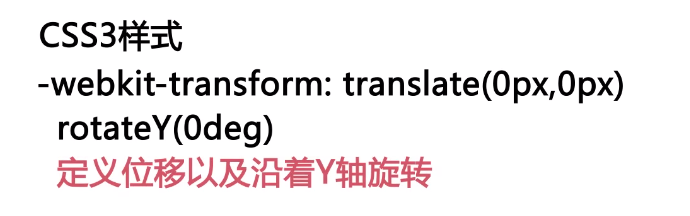 CSS3样式
-webkit-transform: translate(0px,0px)
rotateY(0deg)
定义位移以及沿着Y轴旋转